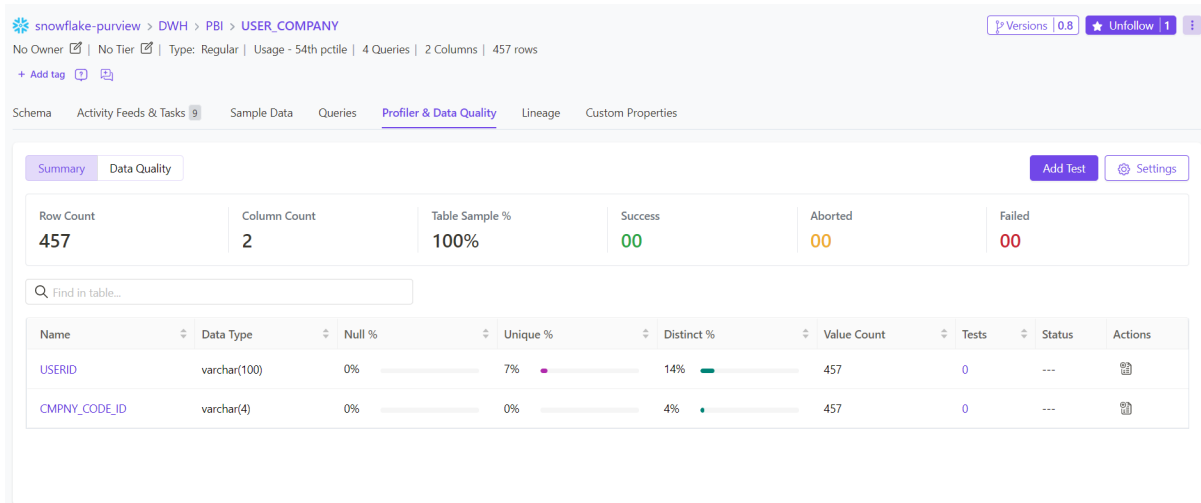 snowflake-purview > DWH > PBI > USER_COMPANY
Versions 0.8
Unfollow 1
No Owner | No Tier | Type: Regular | Usage - 54th pctile | 4 Queries | 2 Columns | 457 rows
+ Add tag
Schema Activity Feeds & Tasks 9 Sample Data Queries Profiler & Data Quality Lineage Custom Properties
Summary Data Quality
Add Test Settings
Row Count Column Count Table Sample % Success Aborted Failed
457 2 100% 00 00 00
Find in table...
Name Data Type Null % Unique % Distinct % Value Count Tests Status Actions
USERID varchar(100) 0% 7% 14% 457 0 ---
CMPNY_CODE_ID varchar(4) 0% 0% 4% 457 0 ---